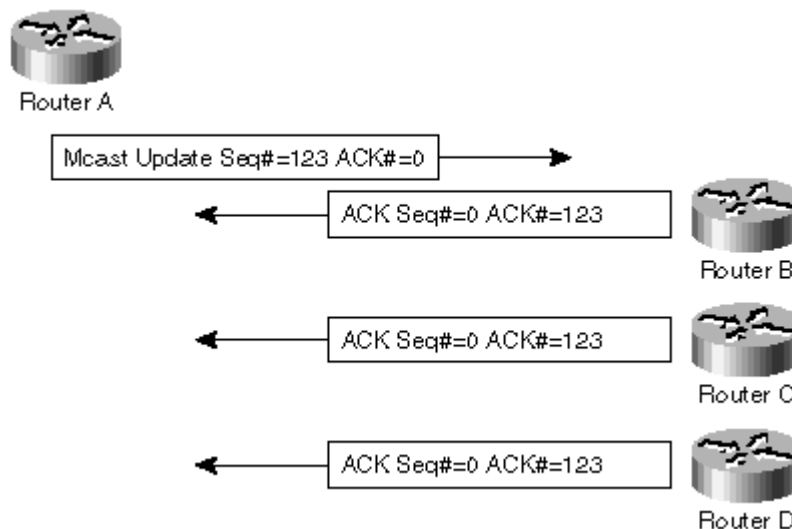 Router A
Mcast Update Seq#=123 ACK#=0
ACK Seq#=0 ACK#=123
Router B
ACK Seq#=0 ACK#=123
Router C
ACK Seq#=0 ACK#=123
Router D